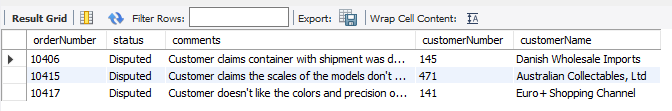 Result Grid Filter Rows: Export: Wrap Cell Content: IA
orderNumber status comments customerNumber customerName
10406 Disputed Customer claims container with shipment was d... 145 Danish Wholesale Imports
10415 Disputed Customer claims the scales of the models don't ... 471 Australian Collectables, Ltd
10417 Disputed Customer doesn't like the colors and precision o... 141 Euro+ Shopping Channel